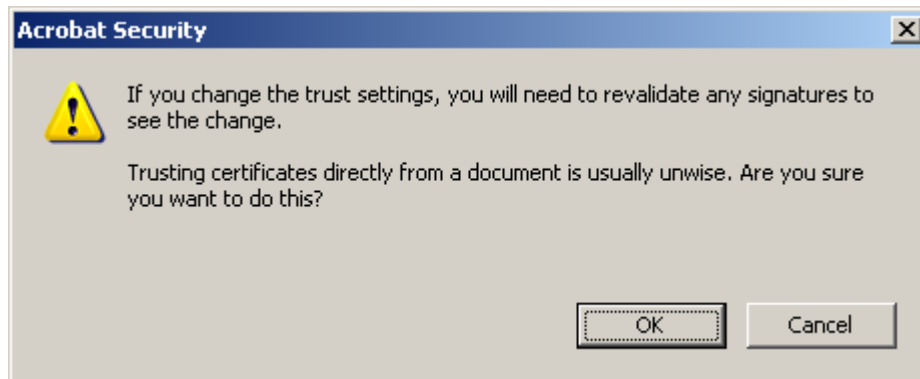 Acrobat Security
If you change the trust settings, you will need to revalidate any signatures to
see the change.
Trusting certificates directly from a document is usually unwise. Are you sure
you want to do this?
OK
Cancel